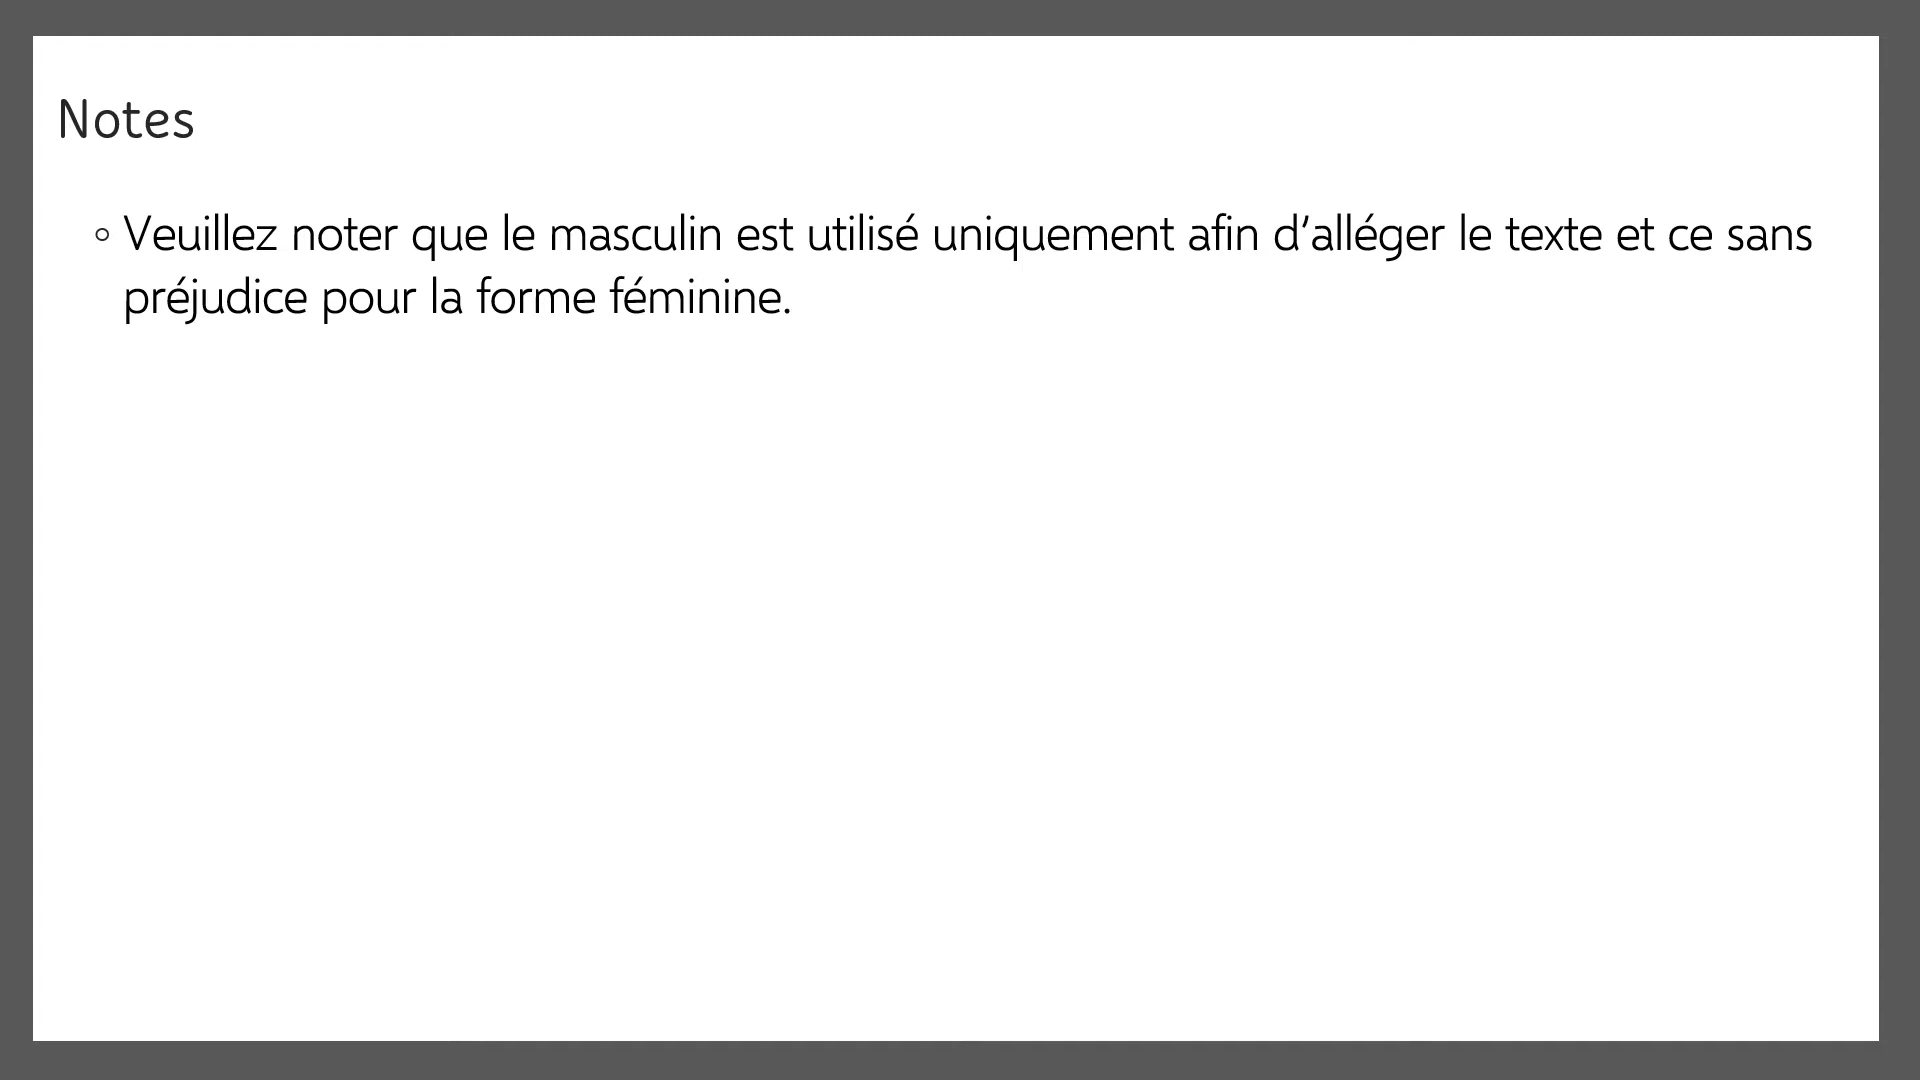 Notes
◦ Veuillez noter que le masculin est utilisé uniquement afin d’alléger le texte et ce sans
préjudice pour la forme féminine.